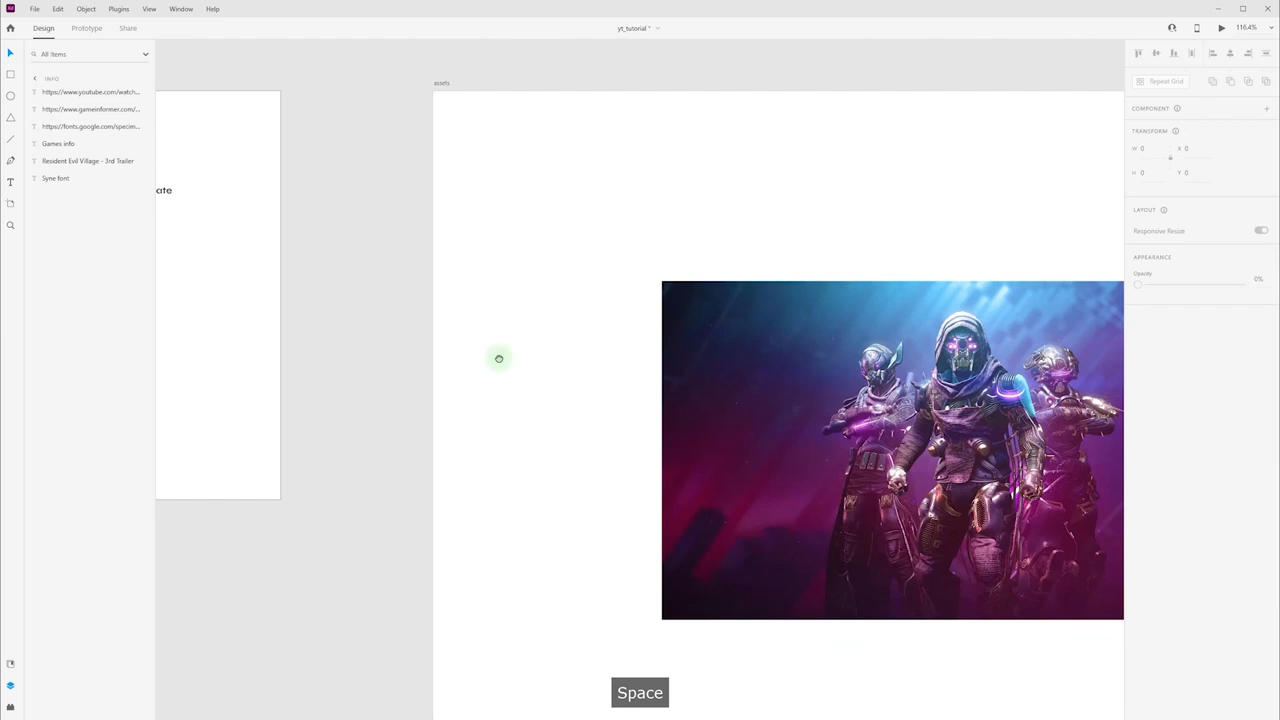 File Edit Object Plugins View Window Help
Design Prototype Share
yt_tutorial *
116.4%
All Items
INFO
https://www.youtube.com/watch...
https://www.gameinformer.com/...
https://fonts.google.com/specim...
Games info
Resident Evil Village - 3rd Trailer
Syne font
ate
assets
Repeat Grid
COMPONENT
TRANSFORM
W 0 X 0
H 0 Y 0
LAYOUT
Responsive Resize
APPEARANCE
Opacity
0%
Space